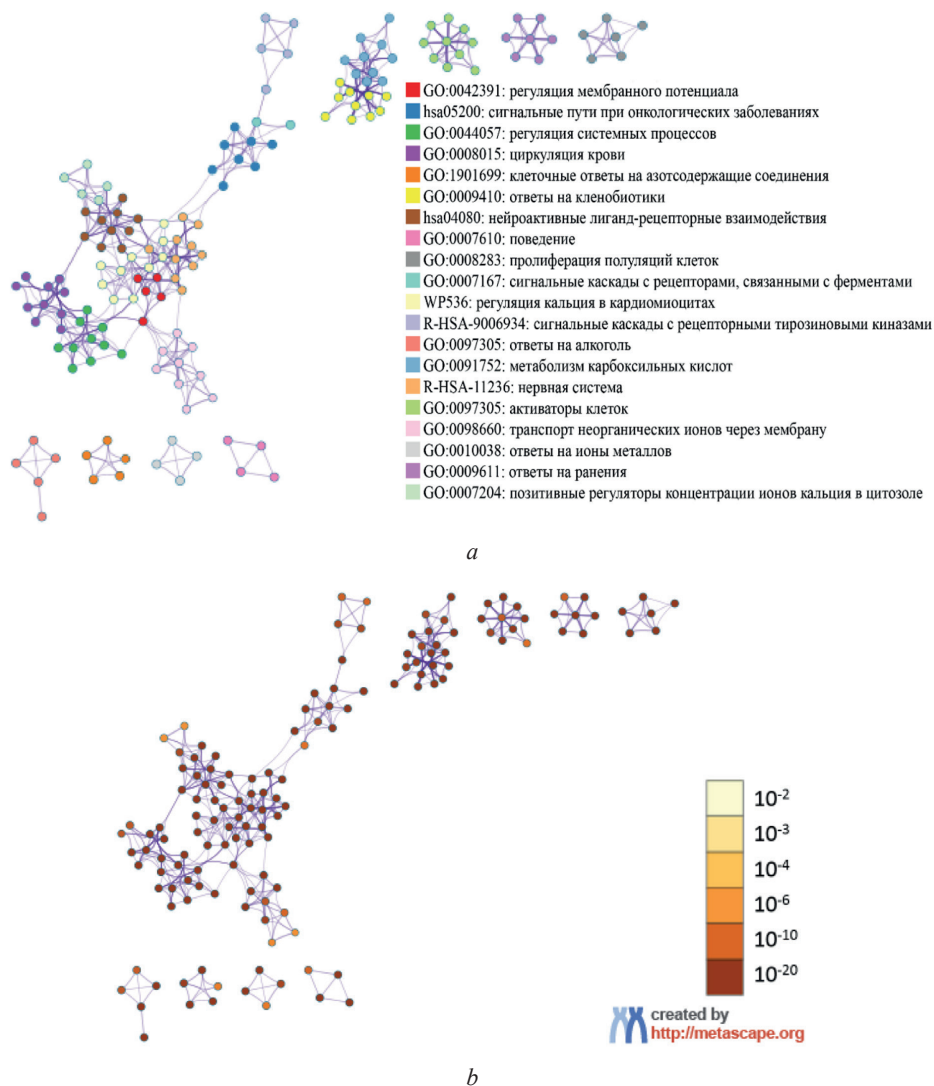 GO:0042391: регуляция мембранного потенциала
hsa05200: сигнальные пути при онкологических заболеваниях
GO:0044057: регуляция системных процессов
GO:0008015: циркуляция крови
GO:1901699: клеточные ответы на азотсодержащие соединения
GO:0009410: ответы на кленобиотики
hsa04080: нейроактивные лиганд-рецепторные взаимодействия
GO:0007610: поведение
GO:0008283: пролиферация полуляций клеток
GO:0007167: сигнальные каскады с рецепторами, связанными с ферментами
WP536: регуляция кальция в кардиомиоцитах
R-HSA-9006934: сигнальные каскады с рецепторными тирозиновыми киназами
GO:0097305: ответы на алкоголь
GO:0091752: метаболизм карбоксильных кислот
R-HSA-11236: нервная система
GO:0097305: активаторы клеток
GO:0098660: транспорт неорганических ионов через мембрану
GO:0010038: ответы на ионы металлов
GO:0009611: ответы на ранения
GO:0007204: позитивные регуляторы концентрации ионов кальция в цитозоле
a
10⁻²
10⁻³
10⁻⁴
10⁻⁶
10⁻¹⁰
10⁻²⁰
created by
http://metascape.org
b